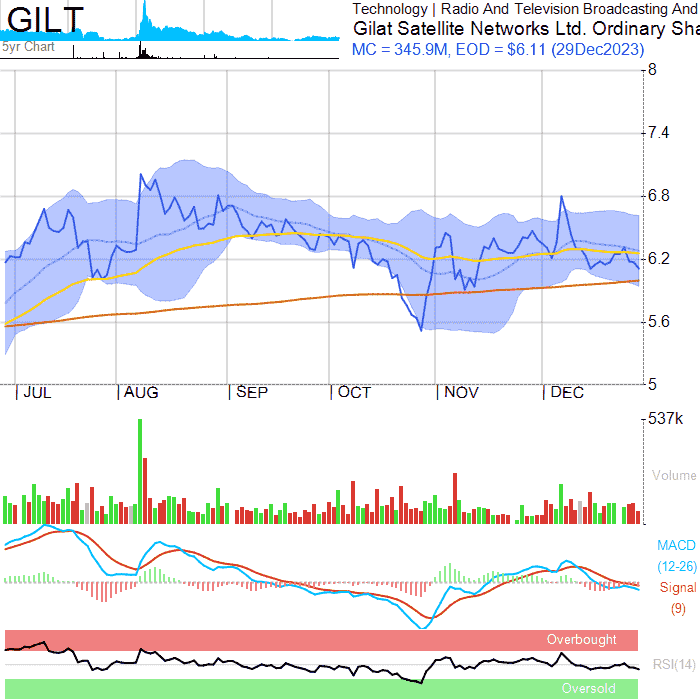 GILT
5yr Chart
Technology | Radio And Television Broadcasting And
Gilat Satellite Networks Ltd. Ordinary Sha
MC = 345.9M, EOD = $6.11 (29Dec2023)
8
7.4
6.8
6.2
5.6
5
JUL AUG SEP OCT NOV DEC
537k
Volume
MACD
(12-26)
Signal
(9)
Overbought
RSI(14)
Oversold